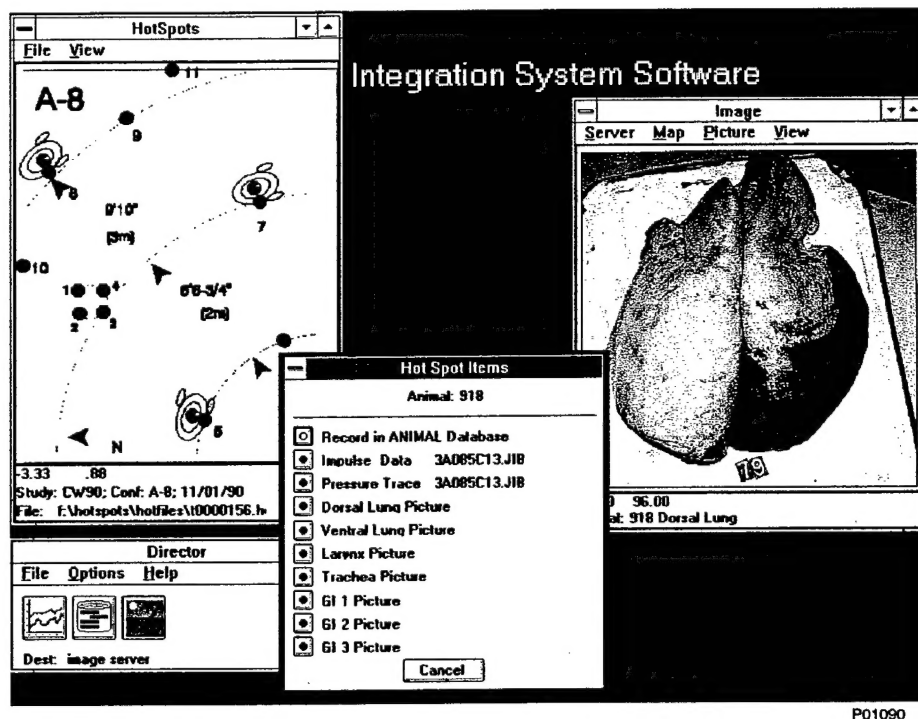 HotSpots
File View
A-8
11
9
8
7
9'10"
[3m]
10
1
4
2
3
6'6-3/4"
[2m]
5
N
-3.33 .88
Study: CW90; Conf: A-8; 11/01/90
File: f:\hotspots\hotfiles\t0000156.h
Integration System Software
Image
Server Map Picture View
79
96.00
918 Dorsal Lung
Director
File Options Help
Dest: image server
Hot Spot Items
Animal: 918
Record in ANIMAL Database
Impulse Data 3A085C13.JIB
Pressure Trace 3A085C13.JIB
Dorsal Lung Picture
Ventral Lung Picture
Larynx Picture
Trachea Picture
GI 1 Picture
GI 2 Picture
GI 3 Picture
Cancel
P01090